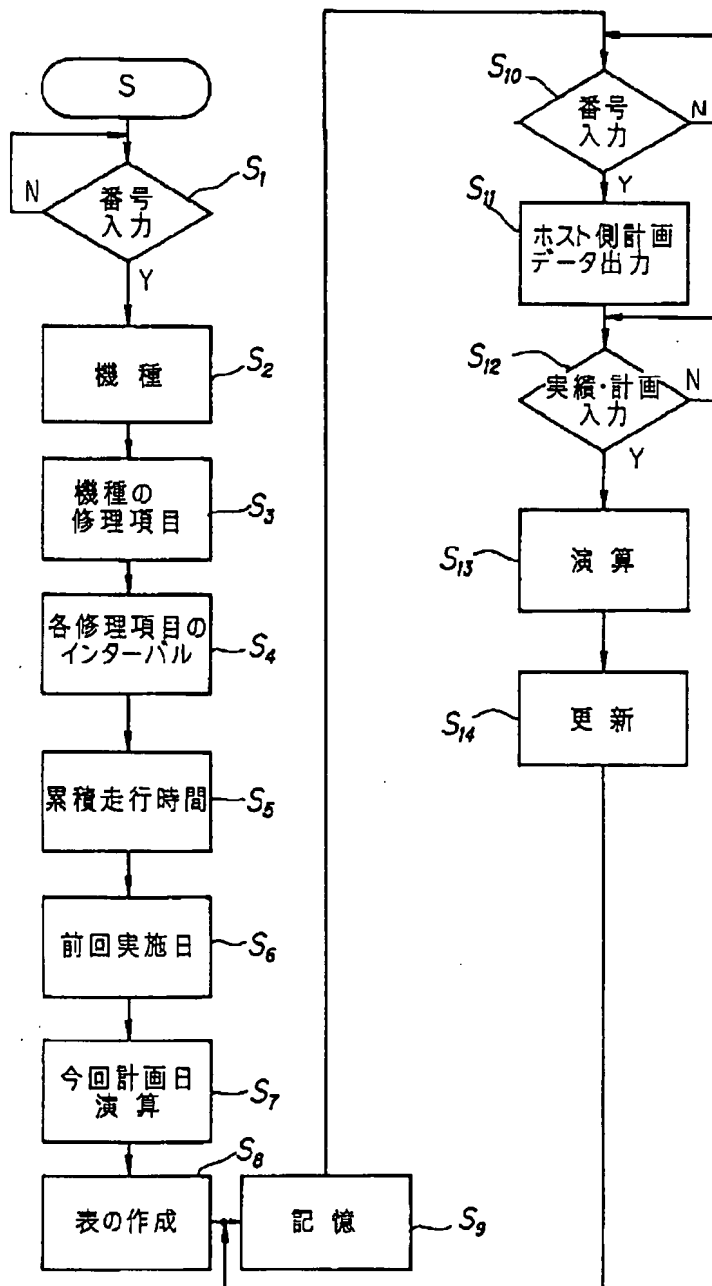 S
番号
入力
N
Y
S1
機種
S2
機種の
修理項目
S3
各修理項目の
インターバル
S4
累積走行時間
S5
前回実施日
S6
今回計画日
演算
S7
表の作成
S8
記憶
S9
S10
番号
入力
N
Y
S11
ホスト側計画
データ出力
S12
実績・計画
入力
N
Y
S13
演算
S14
更新